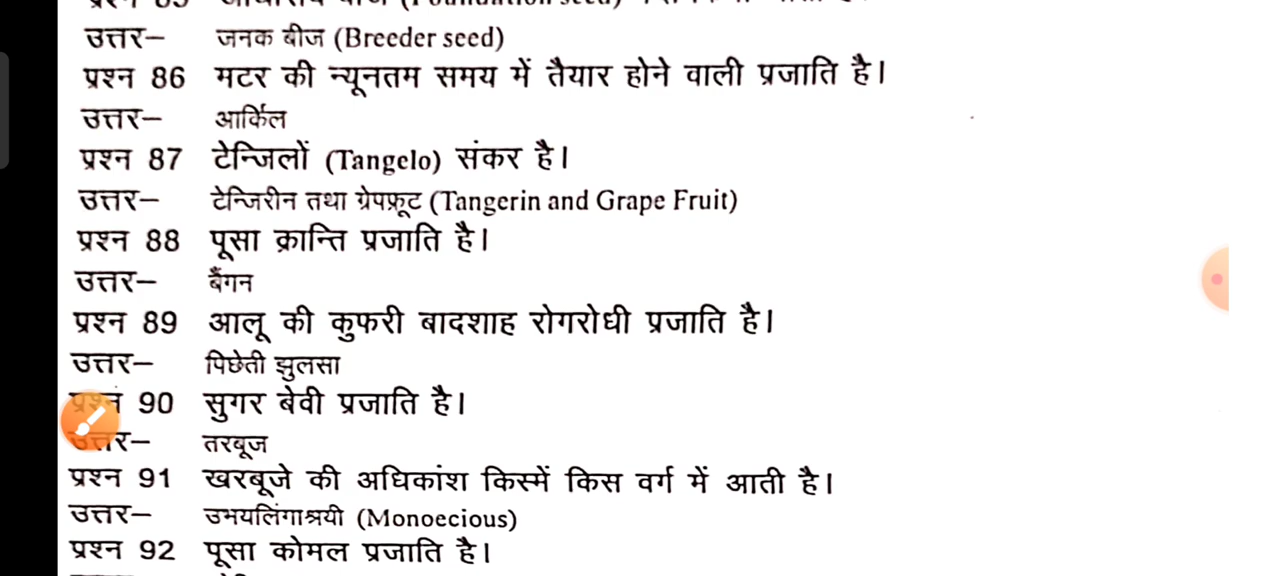 उत्तर– जनक बीज (Breeder seed)
प्रश्न 86 मटर की न्यूनतम समय में तैयार होने वाली प्रजाति है।
उत्तर– आर्किल
प्रश्न 87 टेन्जिलों (Tangelo) संकर है।
उत्तर– टेन्जिरीन तथा ग्रेपफ्रूट (Tangerin and Grape Fruit)
प्रश्न 88 पूसा क्रान्ति प्रजाति है।
उत्तर– बैंगन
प्रश्न 89 आलू की कुफरी बादशाह रोगरोधी प्रजाति है।
उत्तर– पिछेती झुलसा
प्रश्न 90 सुगर बेवी प्रजाति है।
उत्तर– तरबूज
प्रश्न 91 खरबूजे की अधिकांश किस्में किस वर्ग में आती है।
उत्तर– उभयलिंगाश्रयी (Monoecious)
प्रश्न 92 पूसा कोमल प्रजाति है।